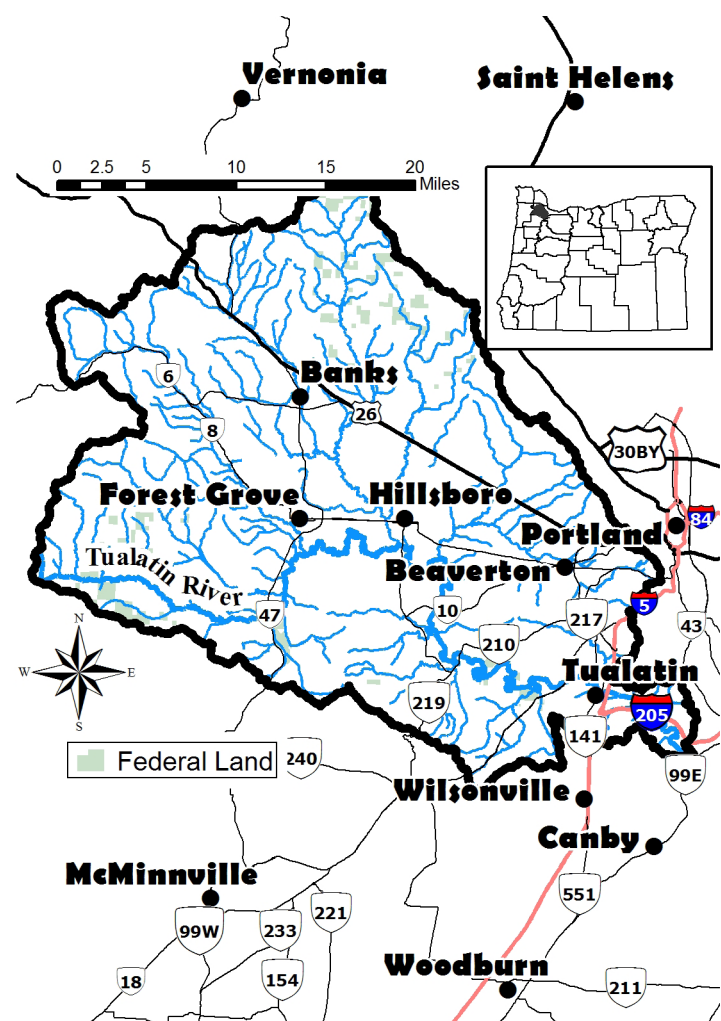 Vernonia
Saint Helens
0 2.5 5 10 15 20
Miles
Banks
6
26
8
30BY
Forest Grove
Hillsboro
84
Portland
Tualatin River
Beaverton
10
5
47
217
43
N
W E
S
210
Tualatin
219
205
141
Federal Land
240
99E
Wilsonville
Canby
McMinnville
551
221
99W
233
Woodburn
18
154
211